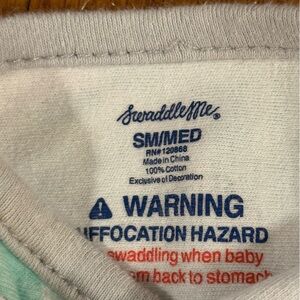 SwaddleMe®
SM/MED
RN#120868
Made in China
100% Cotton
Exclusive of Decoration
⚠ WARNING
UFFOCATION HAZARD
swaddling when baby
om back to stomach